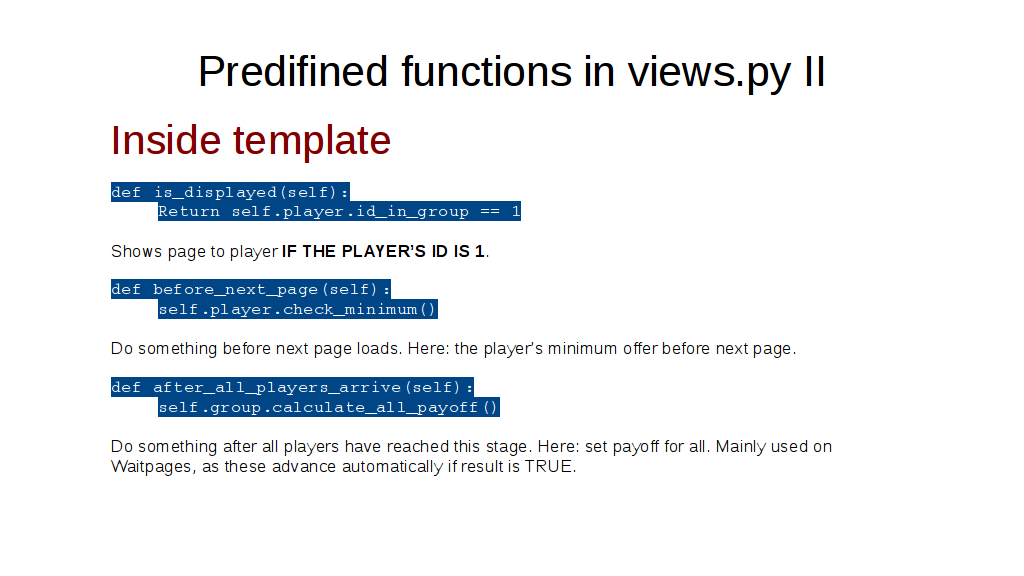 Predifined functions in views.py II
Inside template
def is_displayed(self):
Return self.player.id_in_group == 1
Shows page to player IF THE PLAYER’S ID IS 1.
def before_next_page(self):
self.player.check_minimum()
Do something before next page loads. Here: the player’s minimum offer before next page.
def after_all_players_arrive(self):
self.group.calculate_all_payoff()
Do something after all players have reached this stage. Here: set payoff for all. Mainly used on
Waitpages, as these advance automatically if result is TRUE.